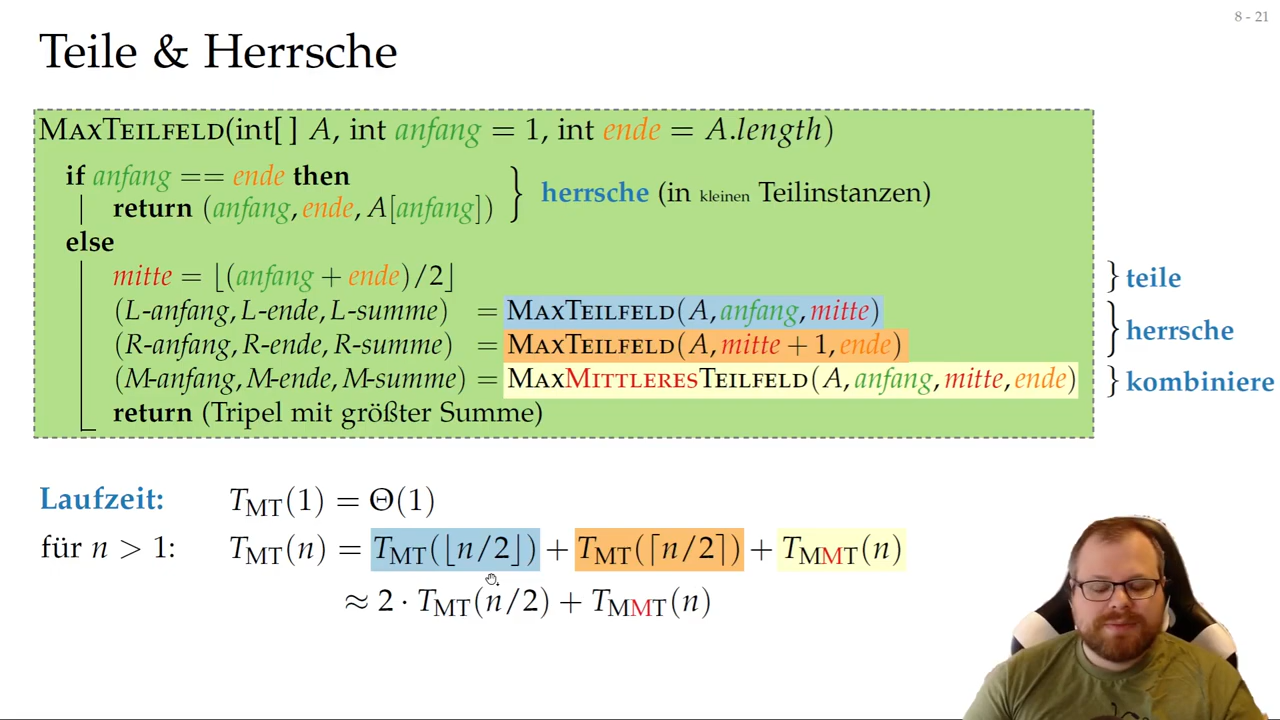 8 - 21
Teile & Herrsche
MaxTeilfeld(int[ ] A, int anfang = 1, int ende = A.length)
if anfang == ende then
return (anfang, ende, A[anfang])
} herrsche (in kleinen Teilinstanzen)
else
mitte = ⌊(anfang + ende)/2⌋
} teile
(L-anfang, L-ende, L-summe) = MaxTeilfeld(A, anfang, mitte)
(R-anfang, R-ende, R-summe) = MaxTeilfeld(A, mitte + 1, ende)
} herrsche
(M-anfang, M-ende, M-summe) = MaxMittleresTeilfeld(A, anfang, mitte, ende)
} kombiniere
return (Tripel mit größter Summe)
Laufzeit: T_MT(1) = Θ(1)
für n > 1: T_MT(n) = T_MT(⌊n/2⌋) + T_MT(⌈n/2⌉) + T_MMT(n)
≈ 2 · T_MT(n/2) + T_MMT(n)